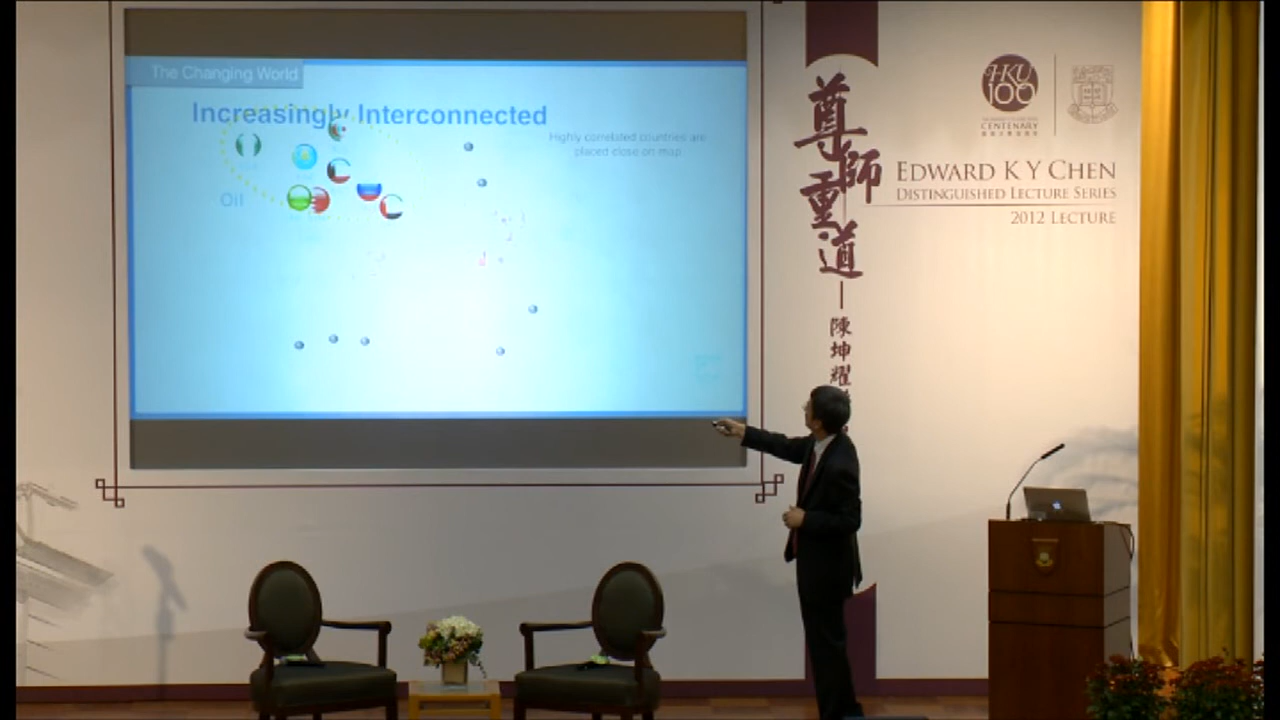 The Changing World
Increasingly Interconnected
Highly correlated countries are
placed close on map
Oil
尊師重道
陳坤耀
HKU
100
CENTENARY
EDWARD K Y CHEN
DISTINGUISHED LECTURE SERIES
2012 LECTURE